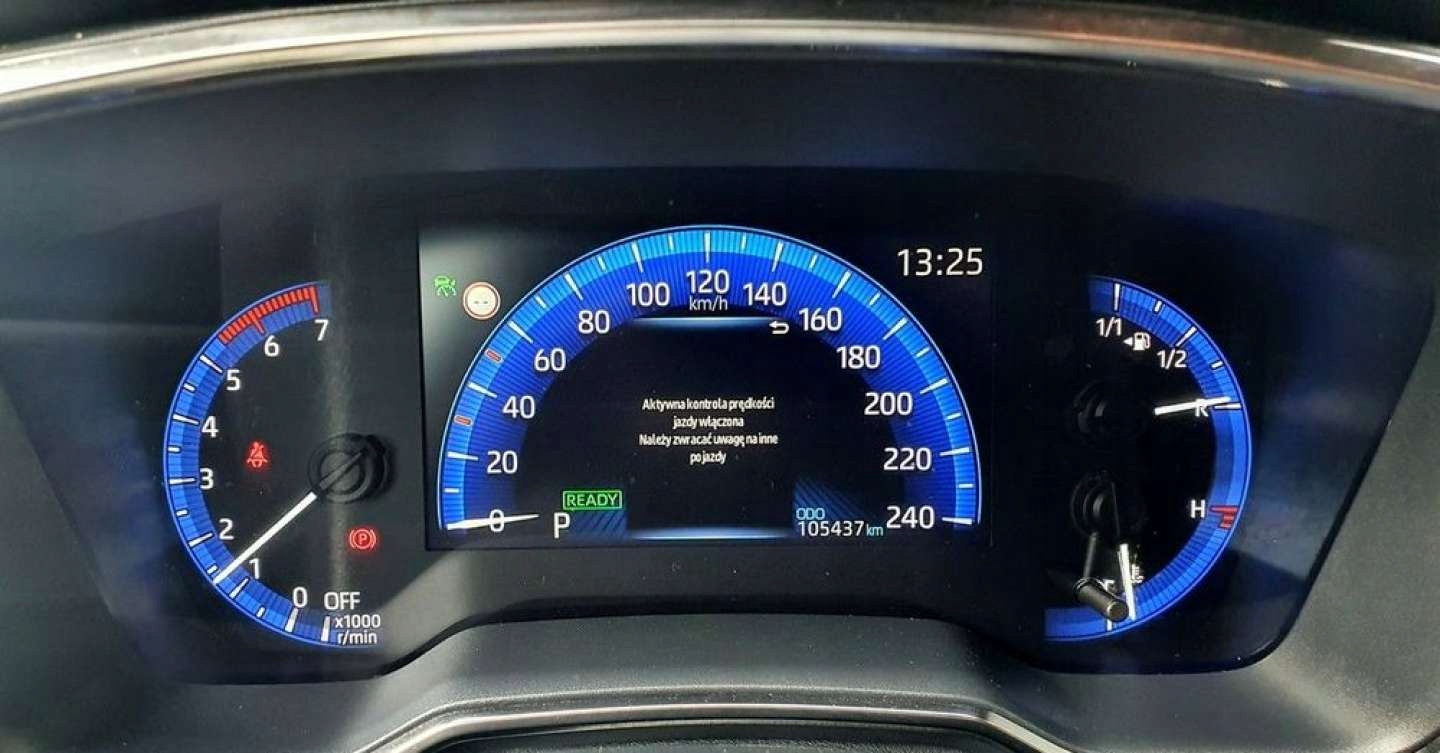 13:25
0
20
40
60
80
100
120
140
160
180
200
220
240
km/h
Aktywna kontrola prędkości
jazdy włączona
Należy zwracać uwagę na inne
pojazdy
READY
P
ODO
105437 km
7
6
5
4
3
2
1
0
OFF
x1000
r/min
P
1/1
1/2
R
H